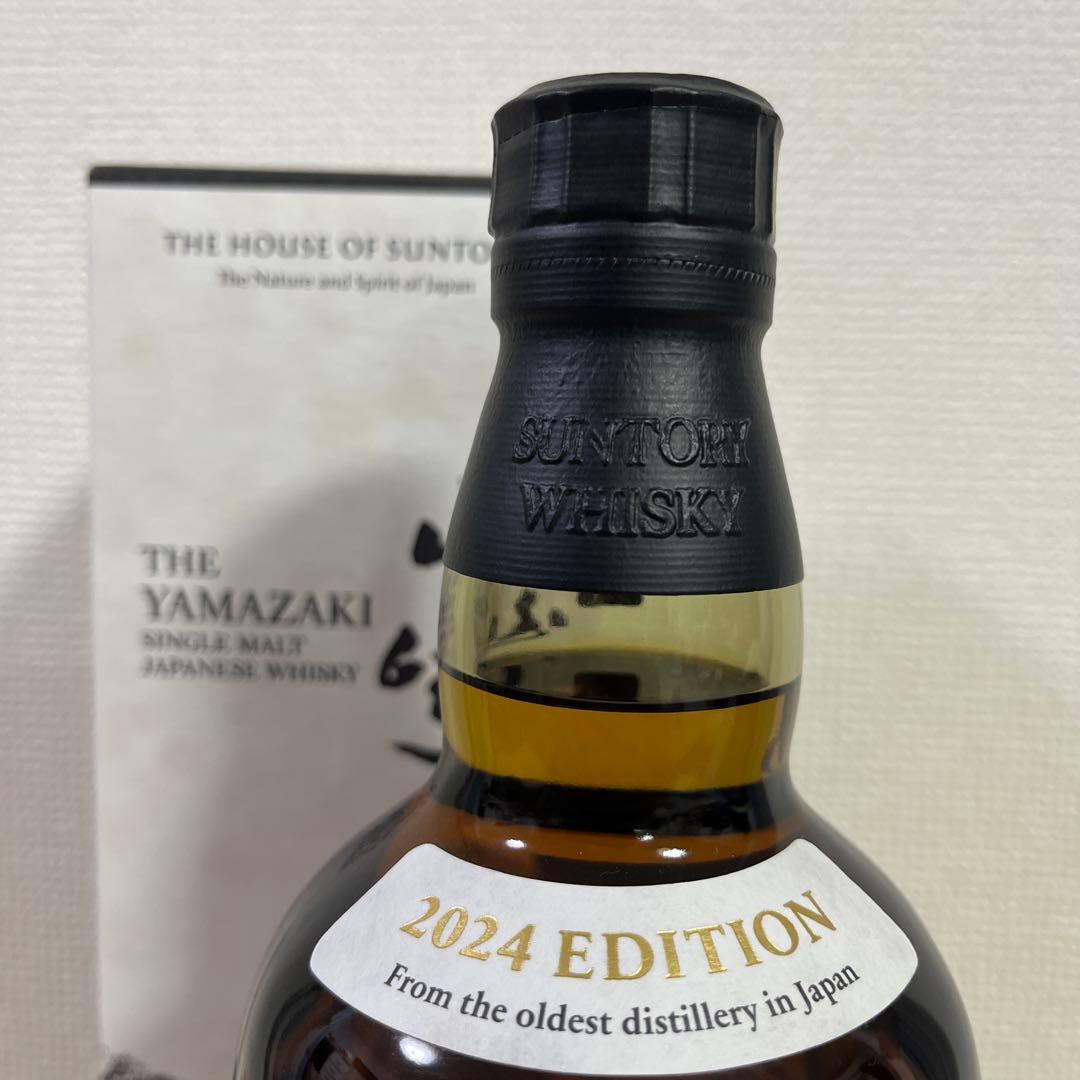 THE HOUSE OF
The Nature and Spirit of Japan
THE
YAMAZAKI
SINGLE MALT
JAPANESE WHISKY
SUNTORY
WHISKY
2024 EDITION
From the oldest distillery in Japan